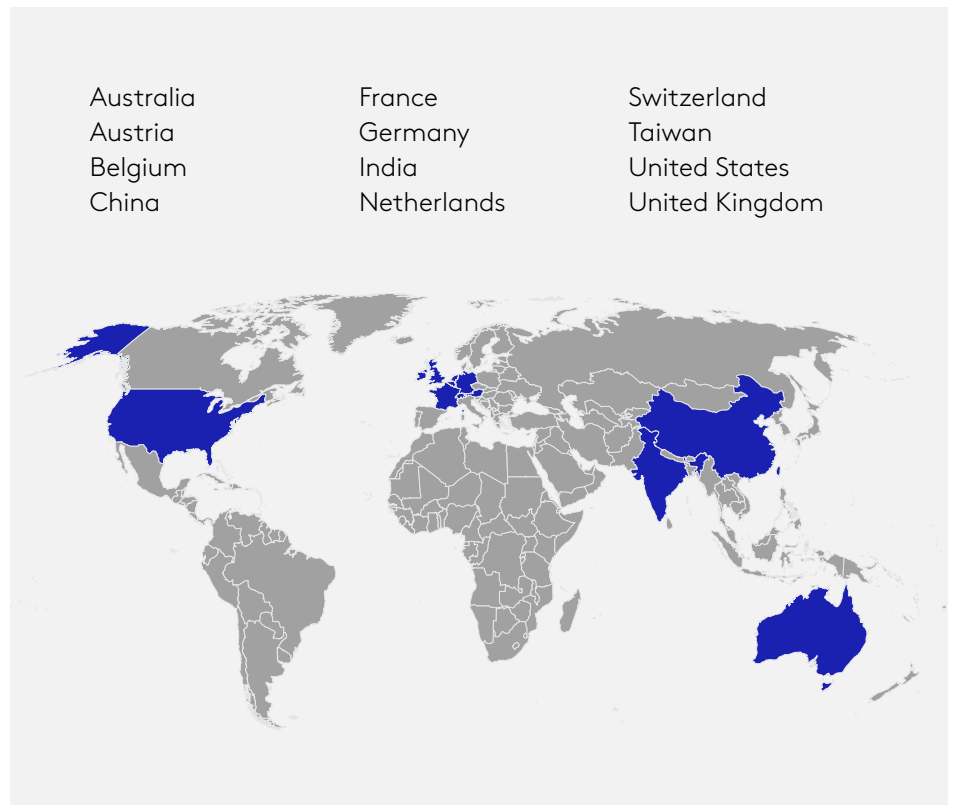 Australia
Austria
Belgium
China
France
Germany
India
Netherlands
Switzerland
Taiwan
United States
United Kingdom